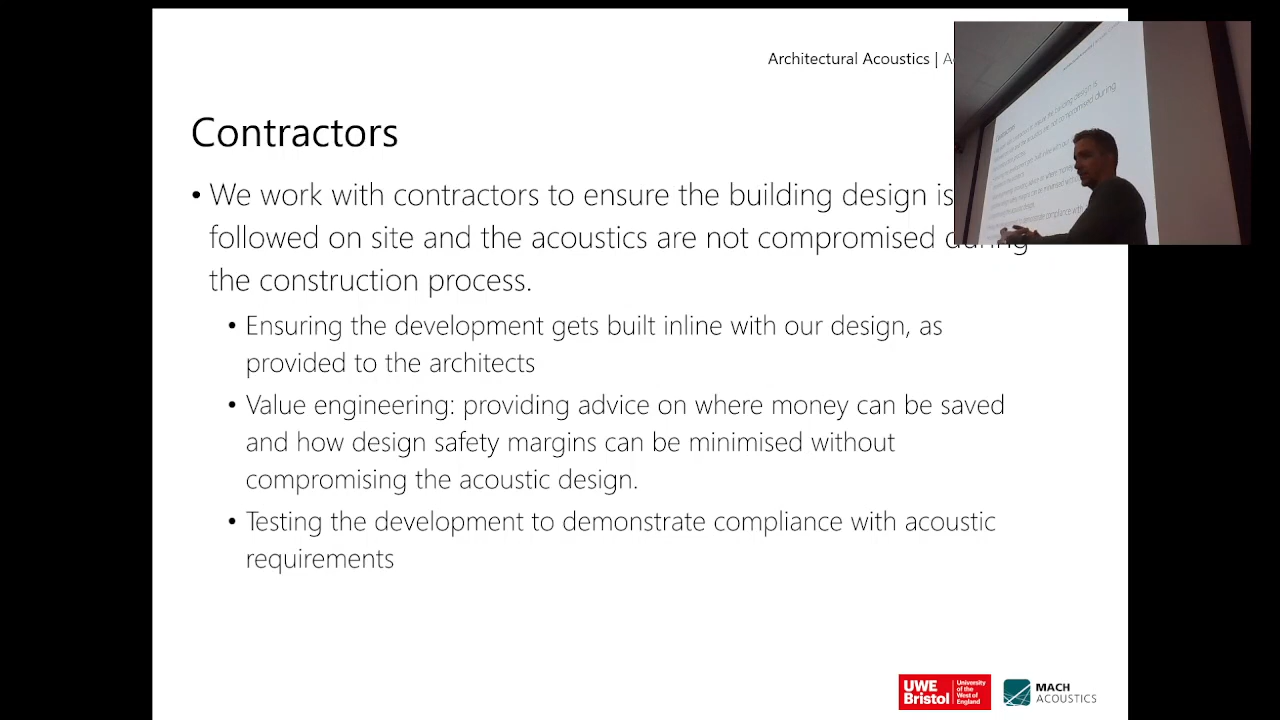 Architectural Acoustics | A
Contractors
• We work with contractors to ensure the building design is
followed on site and the acoustics are not compromised during
the construction process.
• Ensuring the development gets built inline with our design, as
provided to the architects
• Value engineering: providing advice on where money can be saved
and how design safety margins can be minimised without
compromising the acoustic design.
• Testing the development to demonstrate compliance with acoustic
requirements
UWE
Bristol
University
of the
West of
England
MACH
ACOUSTICS